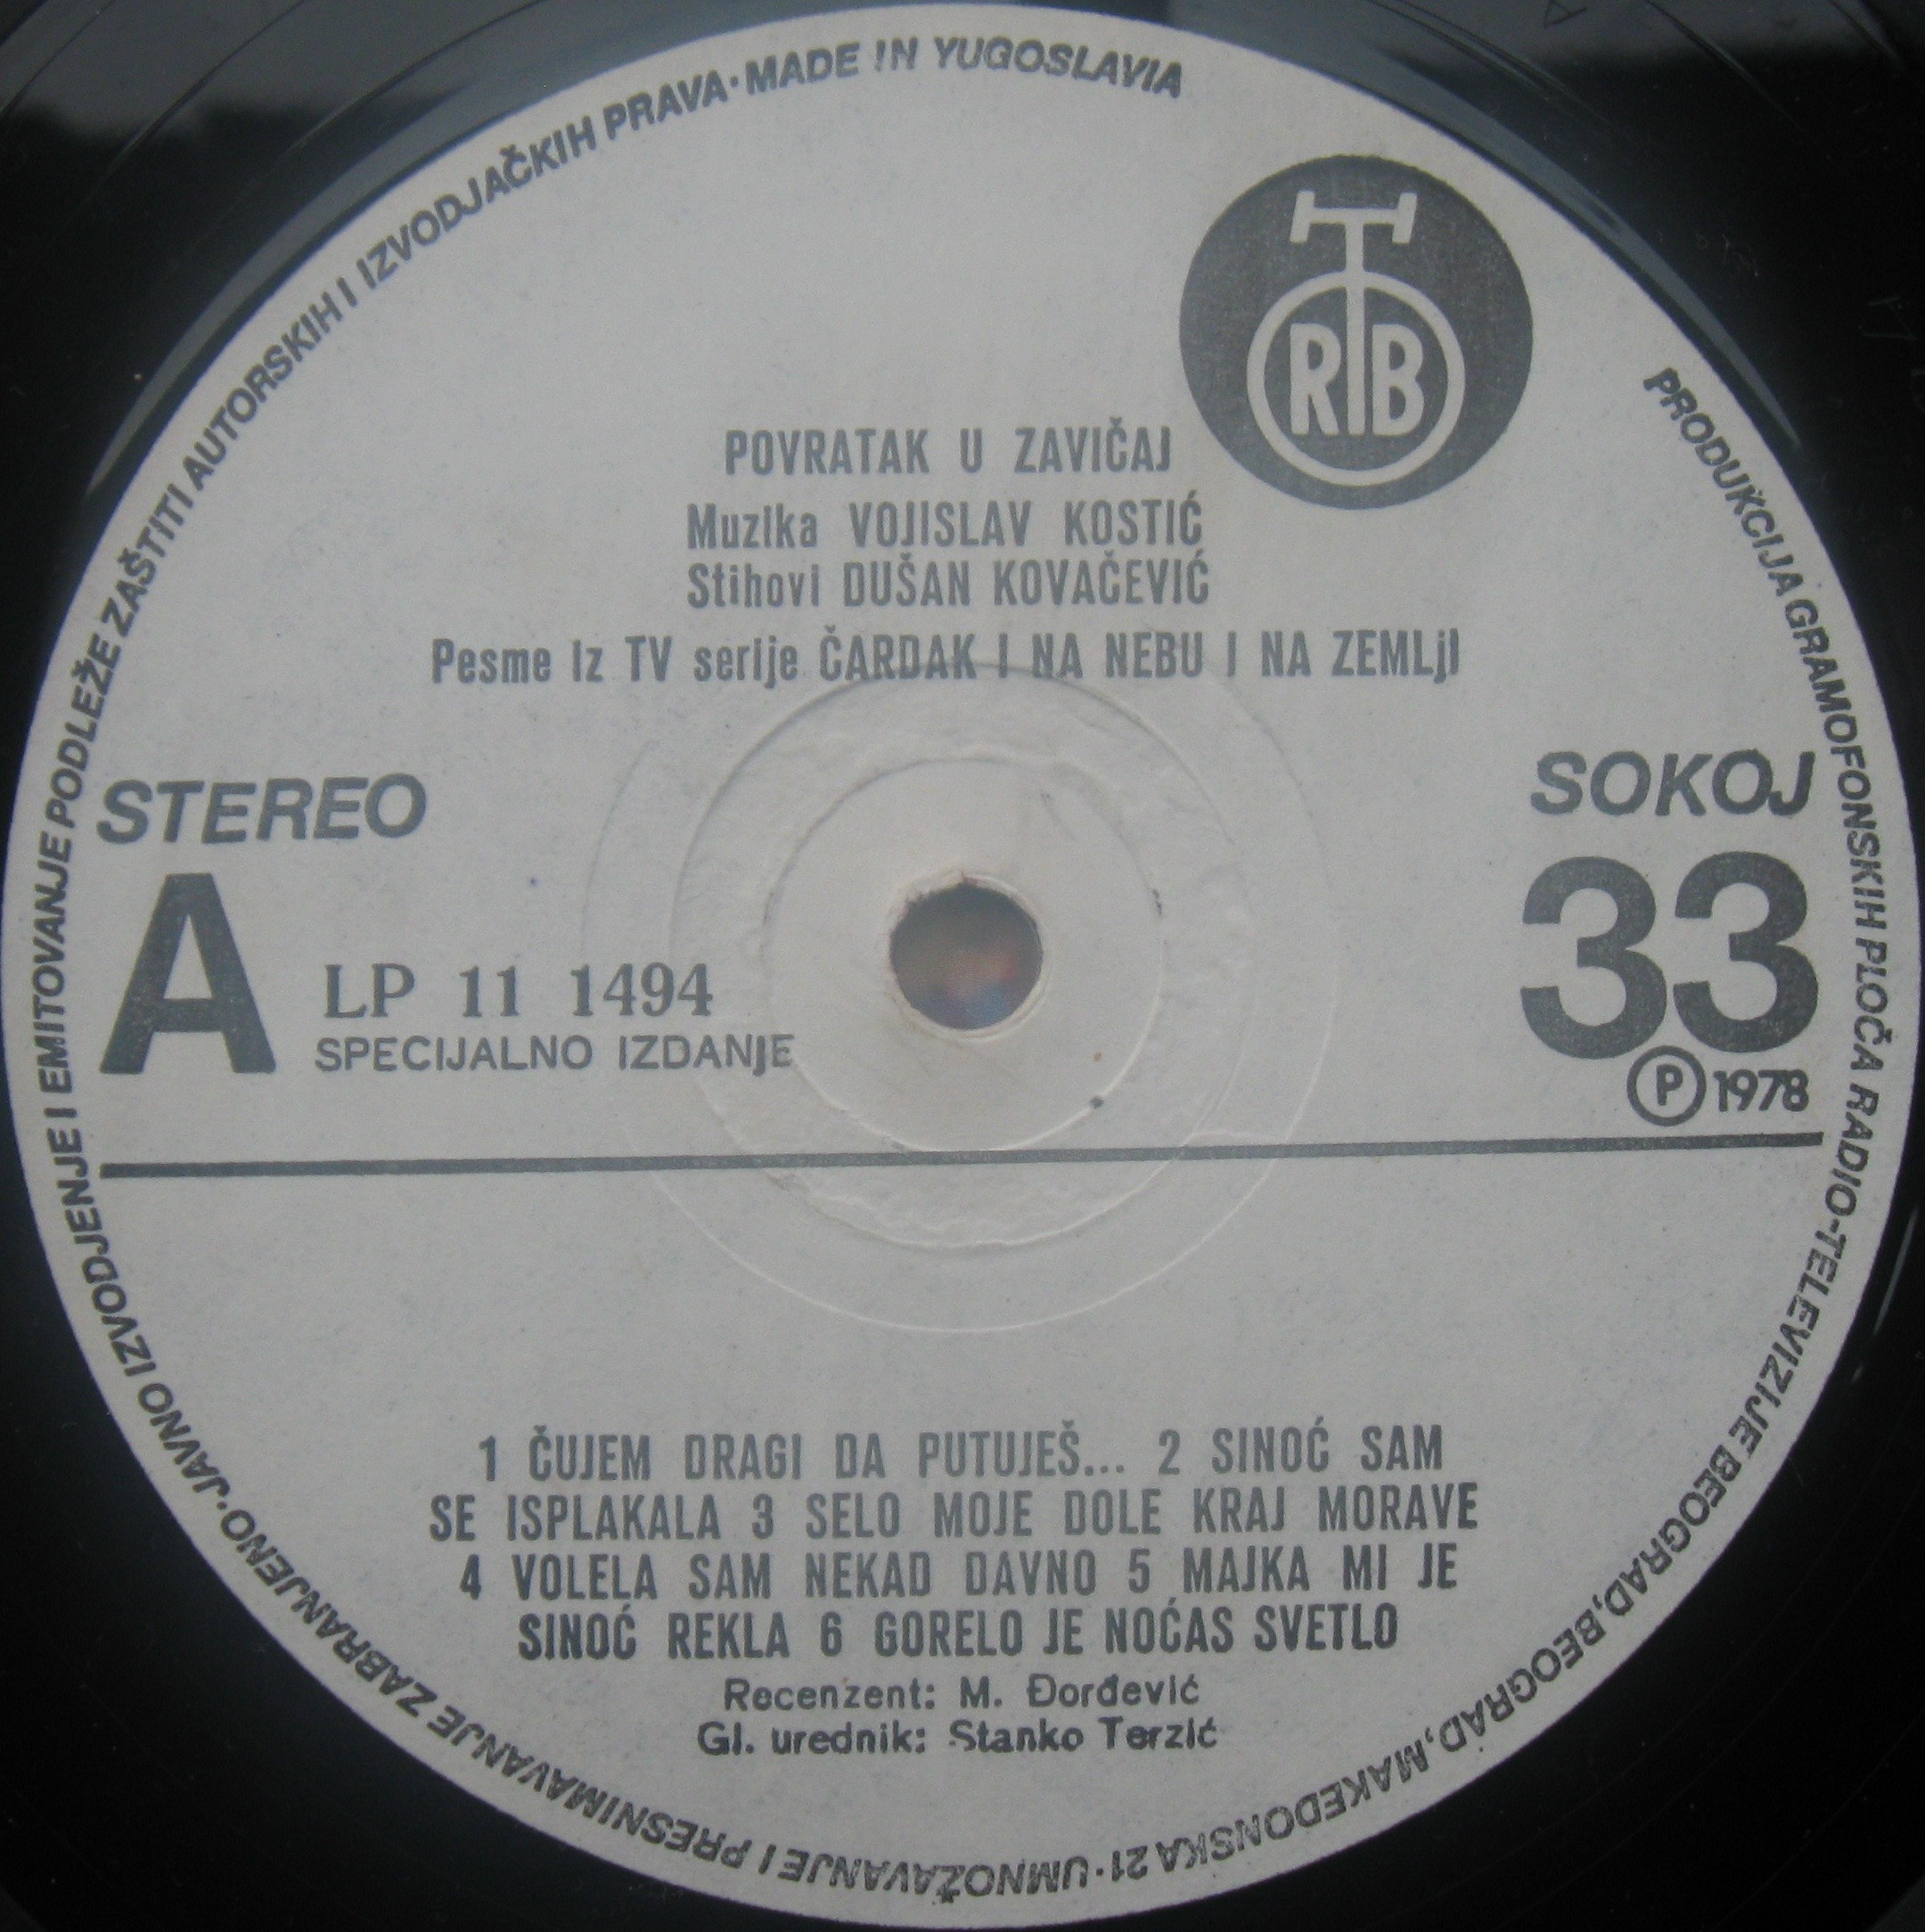 PRODUKCIJA GRAMOFONSKIH PLOČA RADIO-TELEVIZIJE BEOGRAD, BEOGRAD, MAKEDONSKA 21 · UMNOŽAVANJE I PRESNIMAVANJE ZABRANJENO · JAVNO IZVODJENJE I EMITOVANJE PODLEŽE ZAŠTITI AUTORSKIH I IZVODJAČKIH PRAVA · MADE IN YUGOSLAVIA
RTB
POVRATAK U ZAVIČAJ
Muzika VOJISLAV KOSTIĆ
Stihovi DUŠAN KOVAČEVIĆ
Pesme iz TV serije ČARDAK I NA NEBU I NA ZEMLjI
STEREO
SOKOJ
A
33
LP 11 1494
SPECIJALNO IZDANjE
Ⓟ 1978
1 ČUJEM DRAGI DA PUTUJEŠ... 2 SINOĆ SAM
SE ISPLAKALA 3 SELO MOJE DOLE KRAJ MORAVE
4 VOLELA SAM NEKAD DAVNO 5 MAJKA MI JE
SINOĆ REKLA 6 GORELO JE NOĆAS SVETLO
Recenzent: M. Đorđević
Gl. urednik: Stanko Terzić